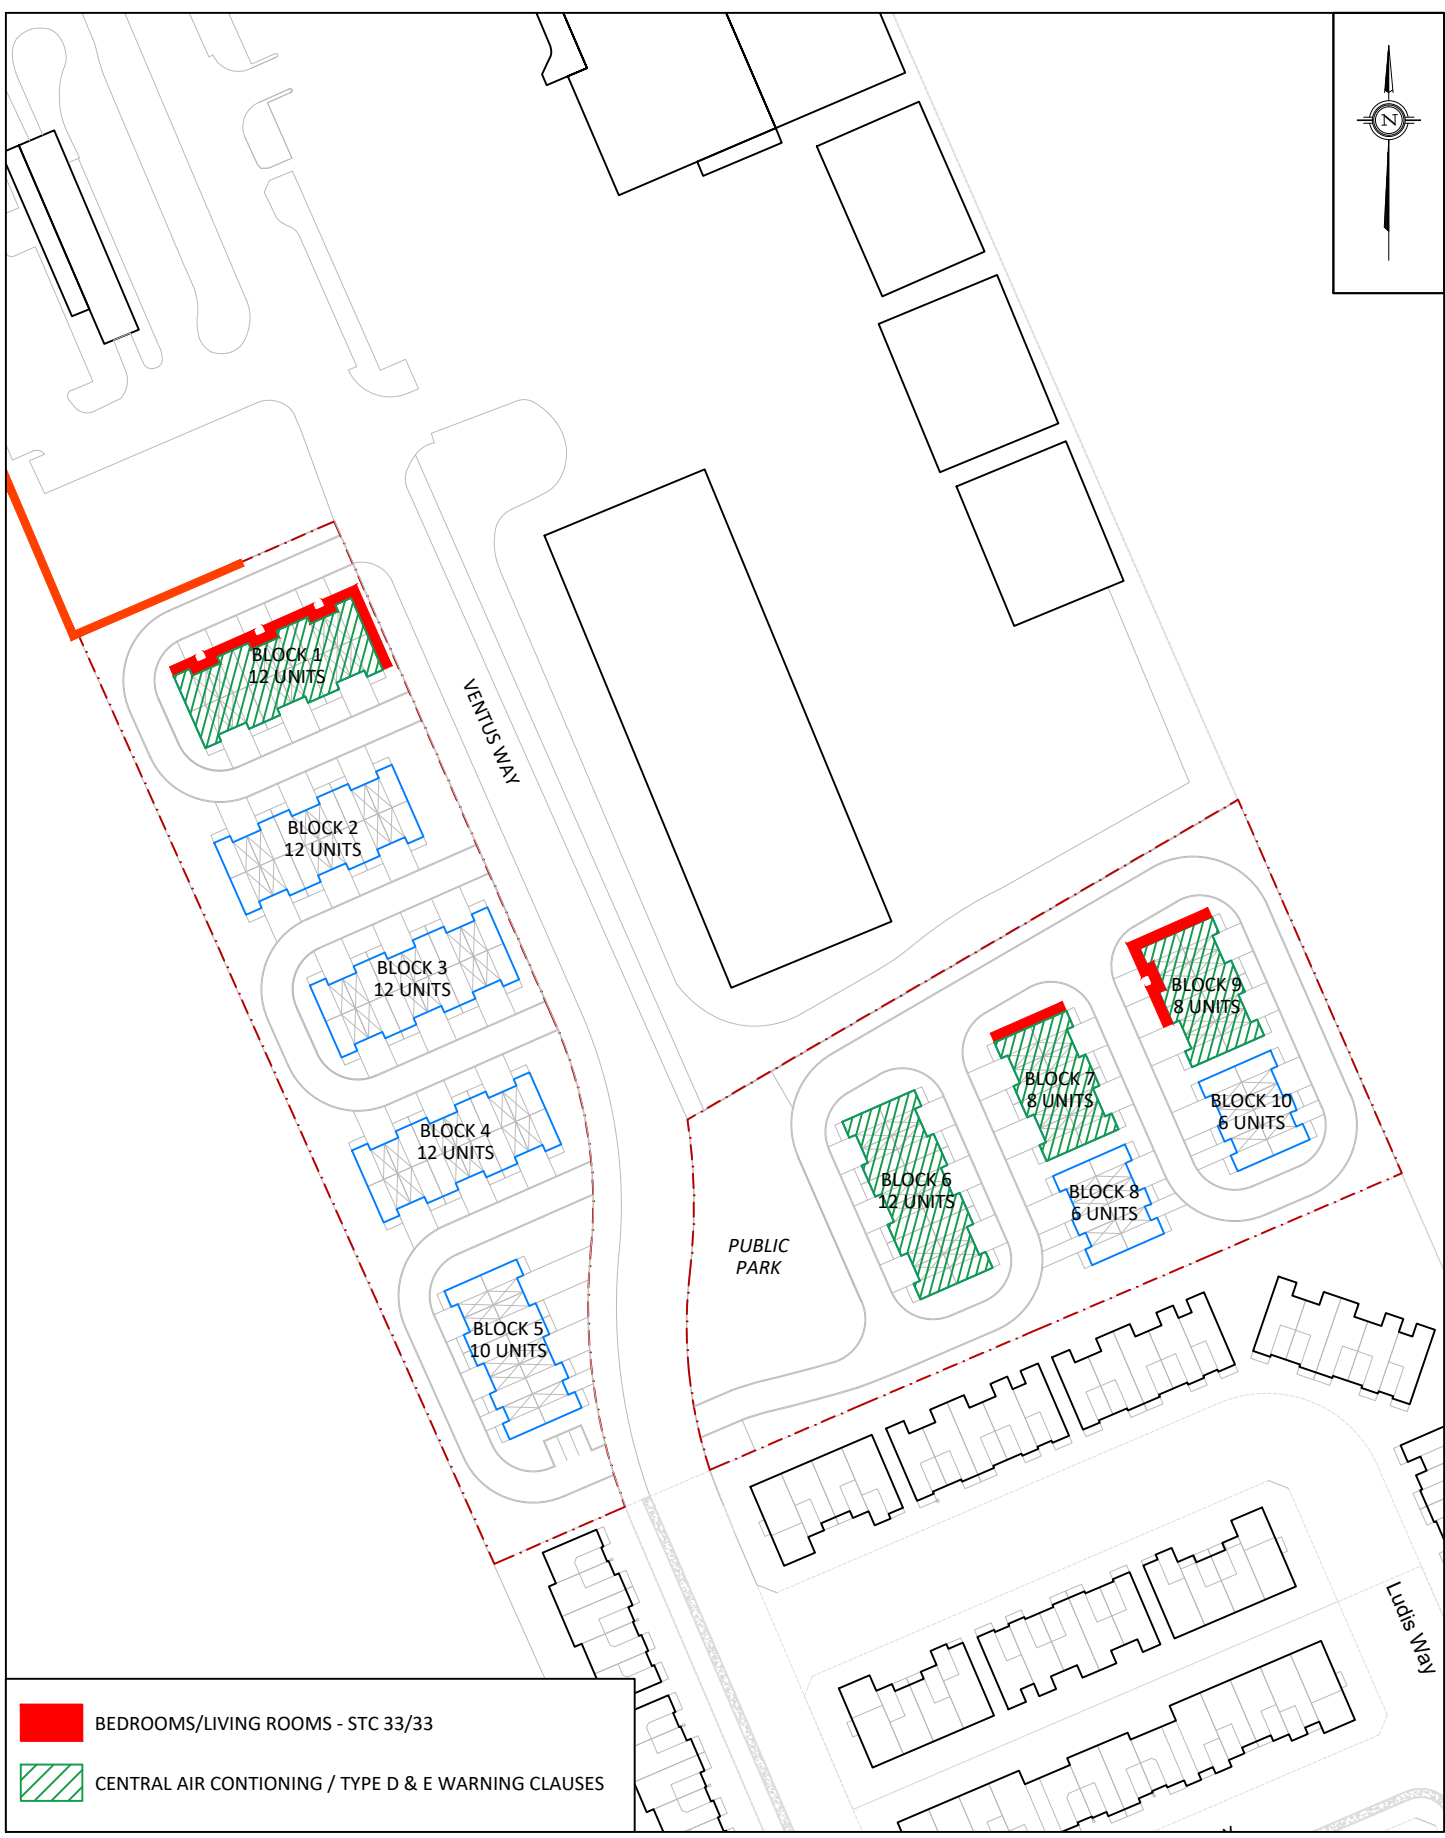 N
BLOCK 1
12 UNITS
VENTUS WAY
BLOCK 2
12 UNITS
BLOCK 3
12 UNITS
BLOCK 4
12 UNITS
BLOCK 5
10 UNITS
PUBLIC
PARK
BLOCK 6
12 UNITS
BLOCK 7
8 UNITS
BLOCK 8
6 UNITS
BLOCK 9
8 UNITS
BLOCK 10
6 UNITS
Ludis Way
BEDROOMS/LIVING ROOMS - STC 33/33
CENTRAL AIR CONTIONING / TYPE D & E WARNING CLAUSES